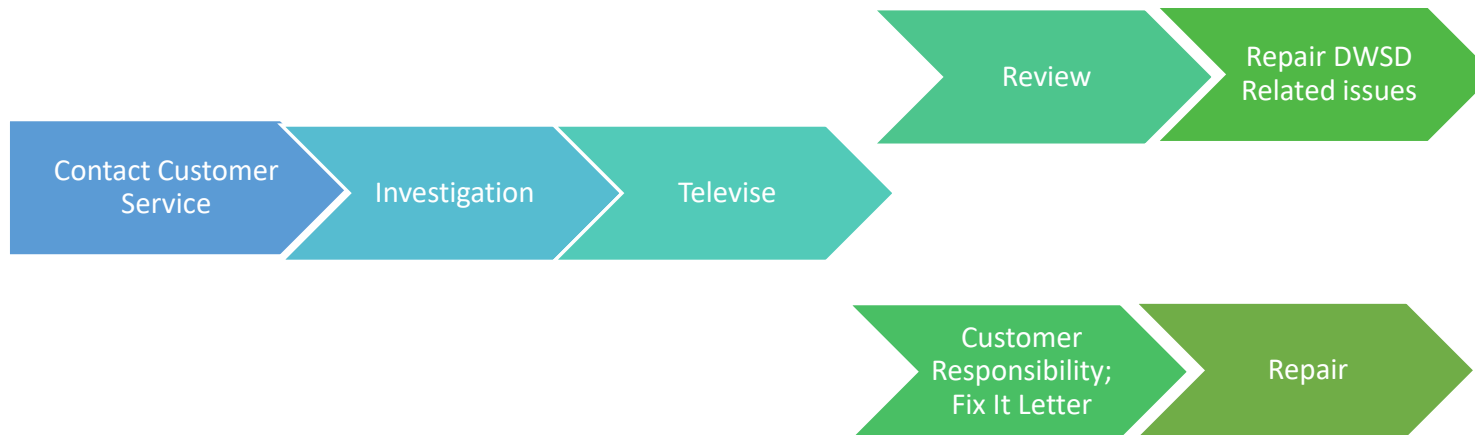 Contact Customer
Service
Investigation
Televise
Review
Repair DWSD
Related issues
Customer
Responsibility;
Fix It Letter
Repair